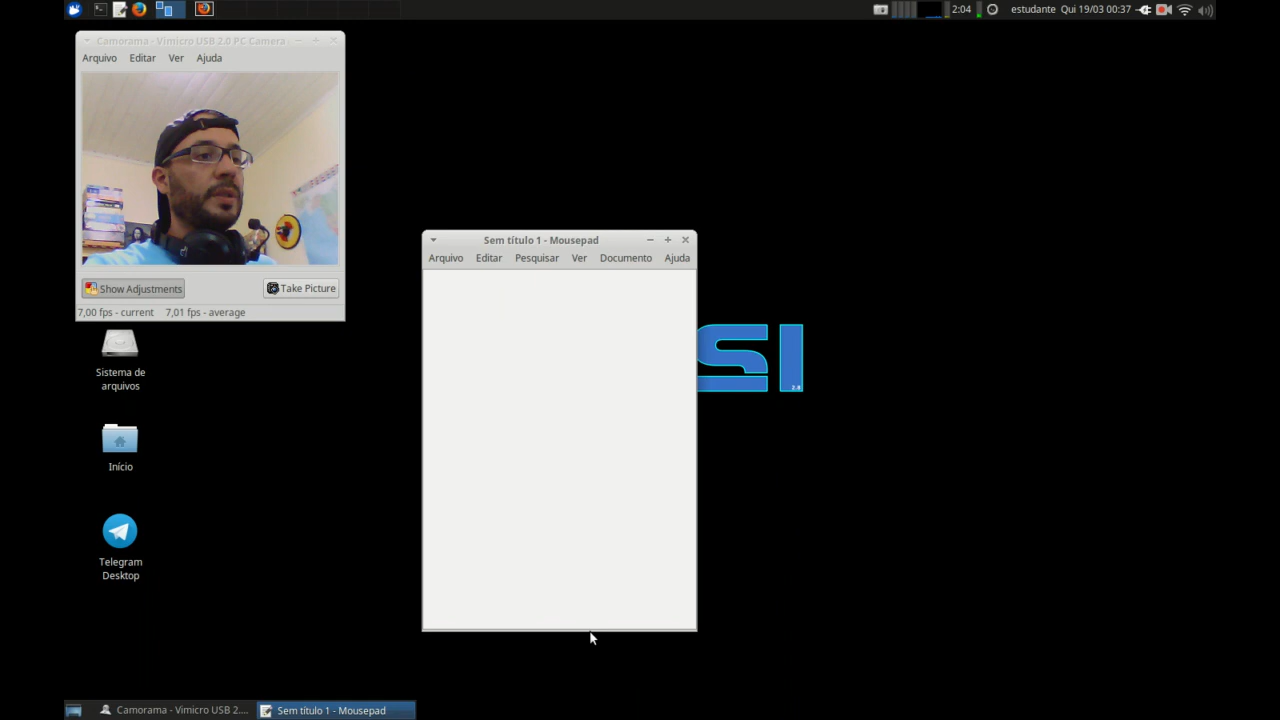 2:04
estudante Qui 19/03 00:37
Camorama - Vimicro USB 2.0 PC Camera
Arquivo Editar Ver Ajuda
Show Adjustments
Take Picture
7,00 fps - current 7,01 fps - average
Sem título 1 - Mousepad
Arquivo Editar Pesquisar Ver Documento Ajuda
SI
2.0
Sistema de
arquivos
Início
Telegram
Desktop
Camorama - Vimicro USB 2....
Sem título 1 - Mousepad